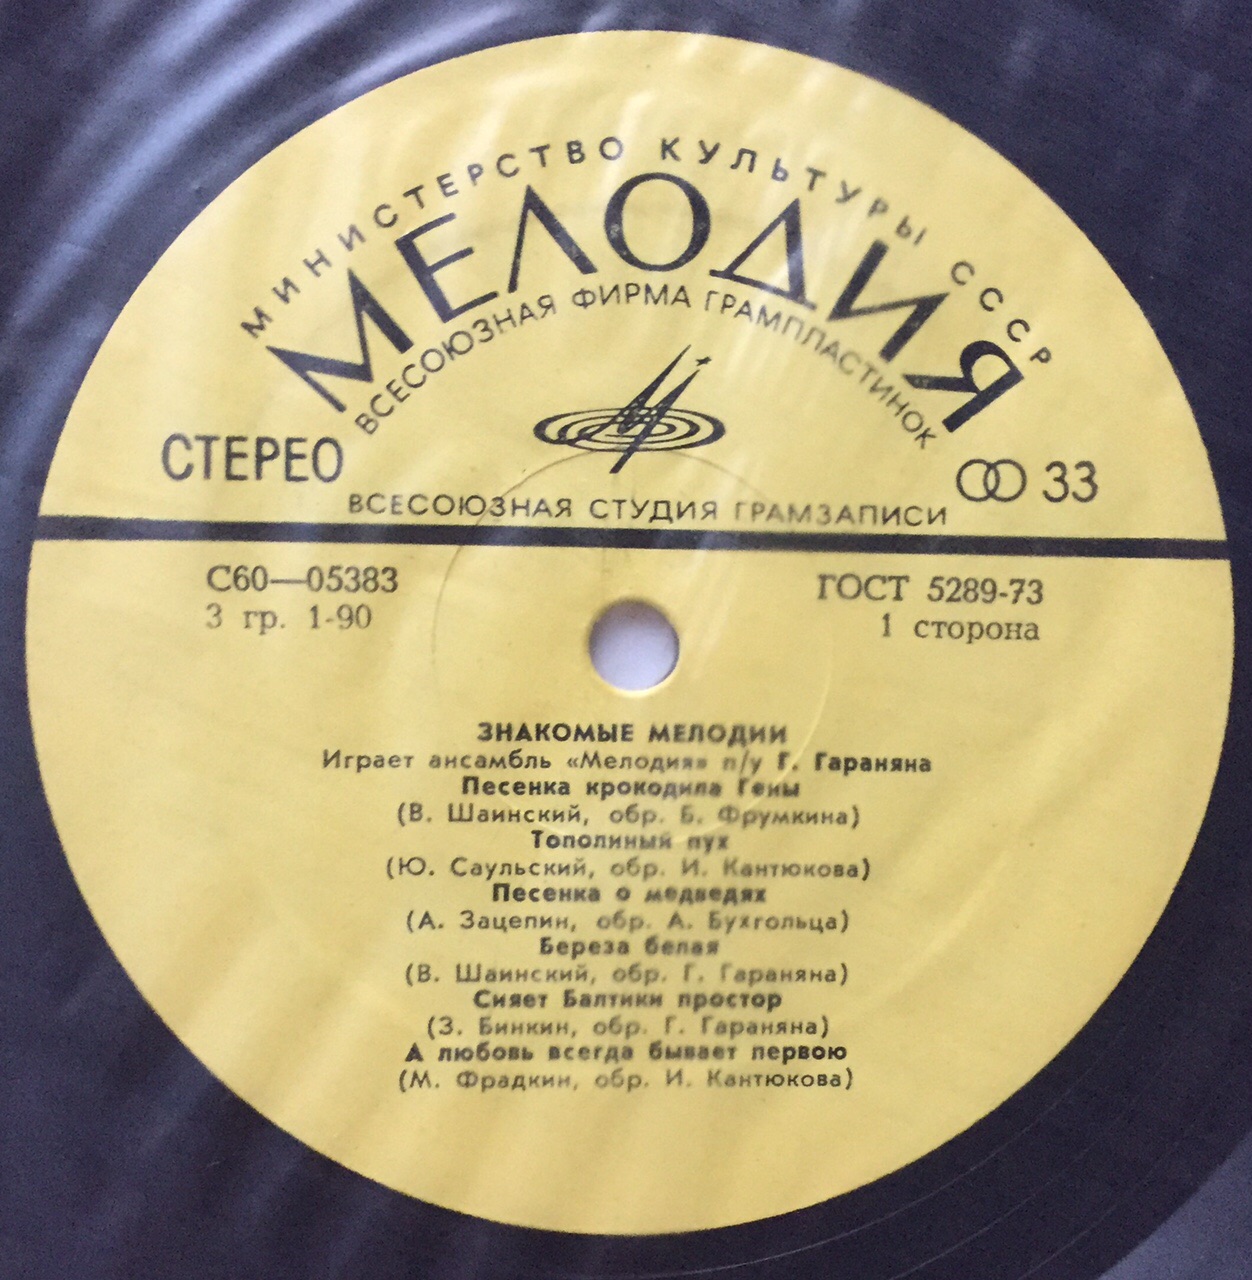 МИНИСТЕРСТВО КУЛЬТУРЫ СССР
МЕЛОДИЯ
ВСЕСОЮЗНАЯ ФИРМА ГРАМПЛАСТИНОК
СТЕРЕО
33
ВСЕСОЮЗНАЯ СТУДИЯ ГРАМЗАПИСИ
С60—05383
ГОСТ 5289-73
3 гр. 1-90
1 сторона
ЗНАКОМЫЕ МЕЛОДИИ
Играет ансамбль «Мелодия» п/у Г. Гараняна
Песенка крокодила Гены
(В. Шаинский, обр. Б. Фрумкина)
Тополиный пух
(Ю. Саульский, обр. И. Кантюкова)
Песенка о медведях
(А. Зацепин, обр. А. Бухгольца)
Береза белая
(В. Шаинский, обр. Г. Гараняна)
Сияет Балтики простор
(З. Бинкин, обр. Г. Гараняна)
А любовь всегда бывает первою
(М. Фрадкин, обр. И. Кантюкова)